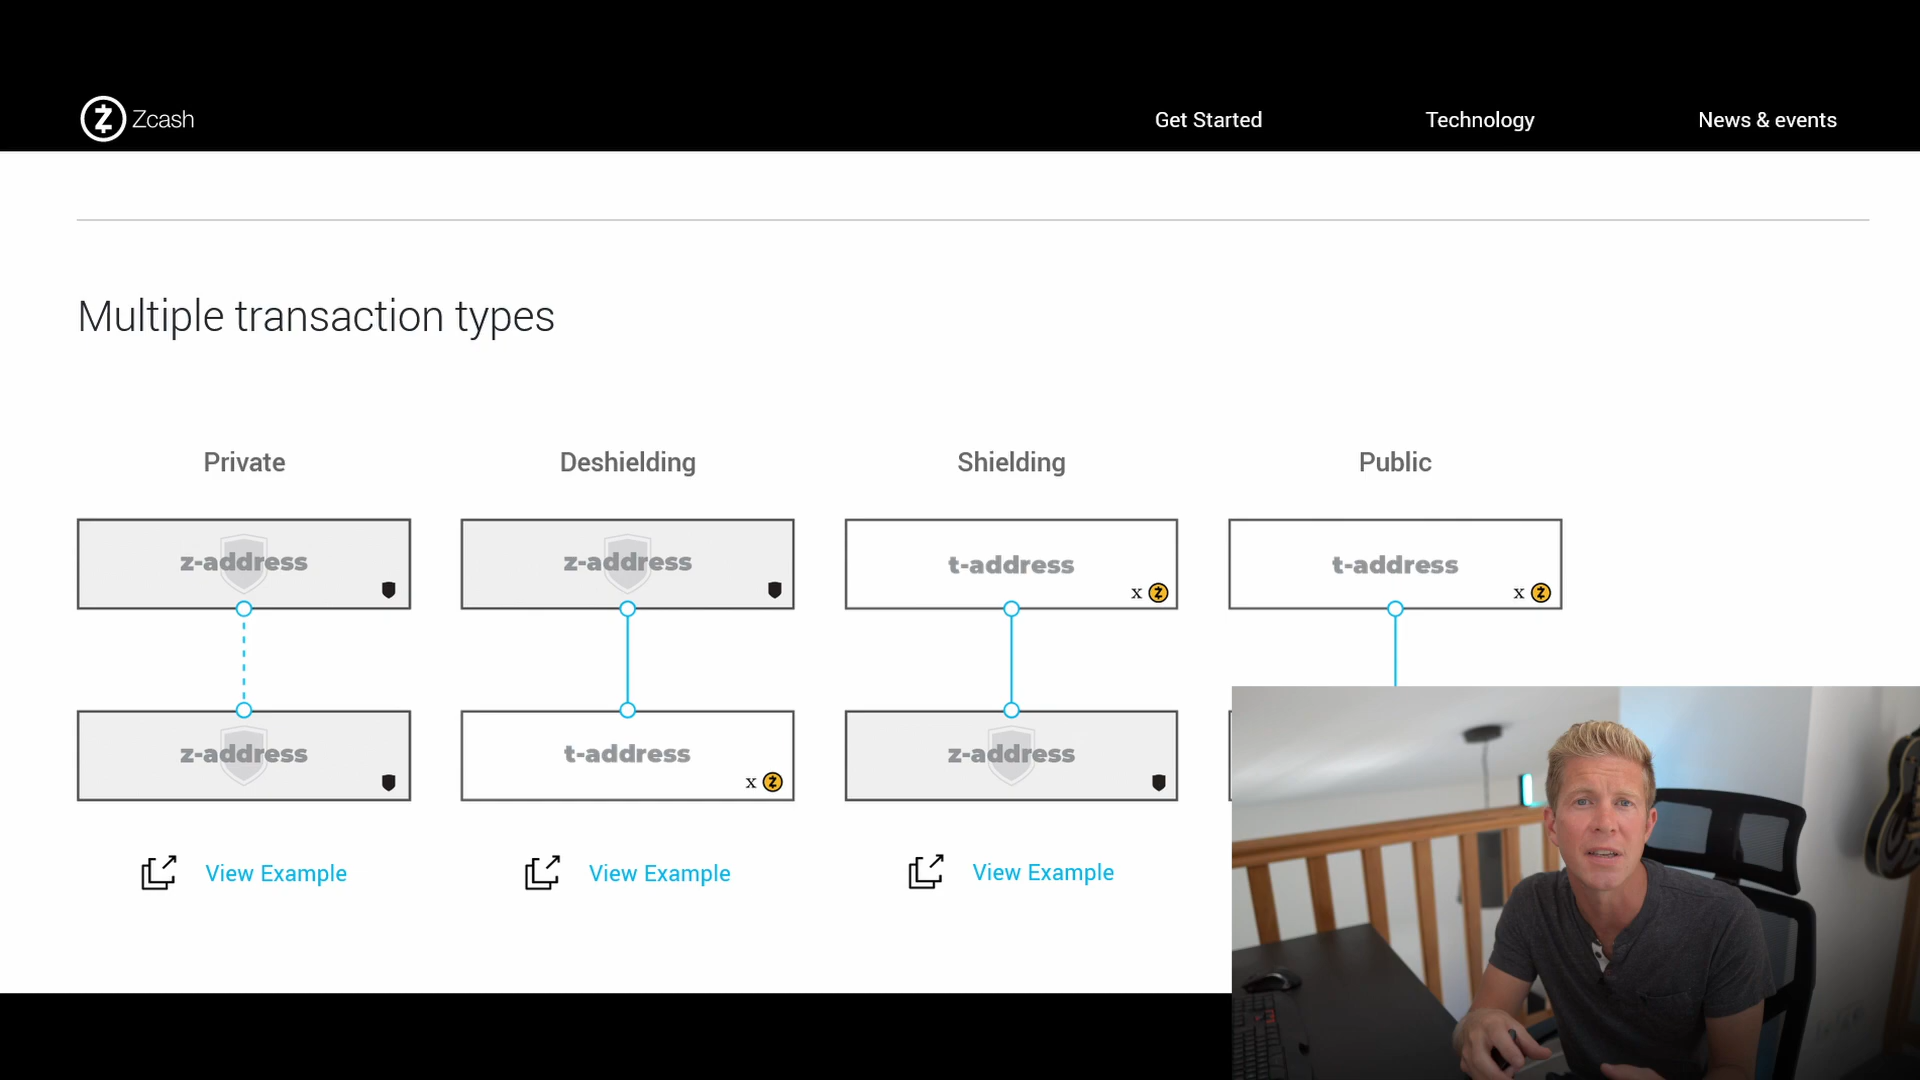 Zcash
Get Started
Technology
News & events
Multiple transaction types
Private
Deshielding
Shielding
Public
z-address
z-address
t-address
x
t-address
x
z-address
t-address
x
z-address
View Example
View Example
View Example